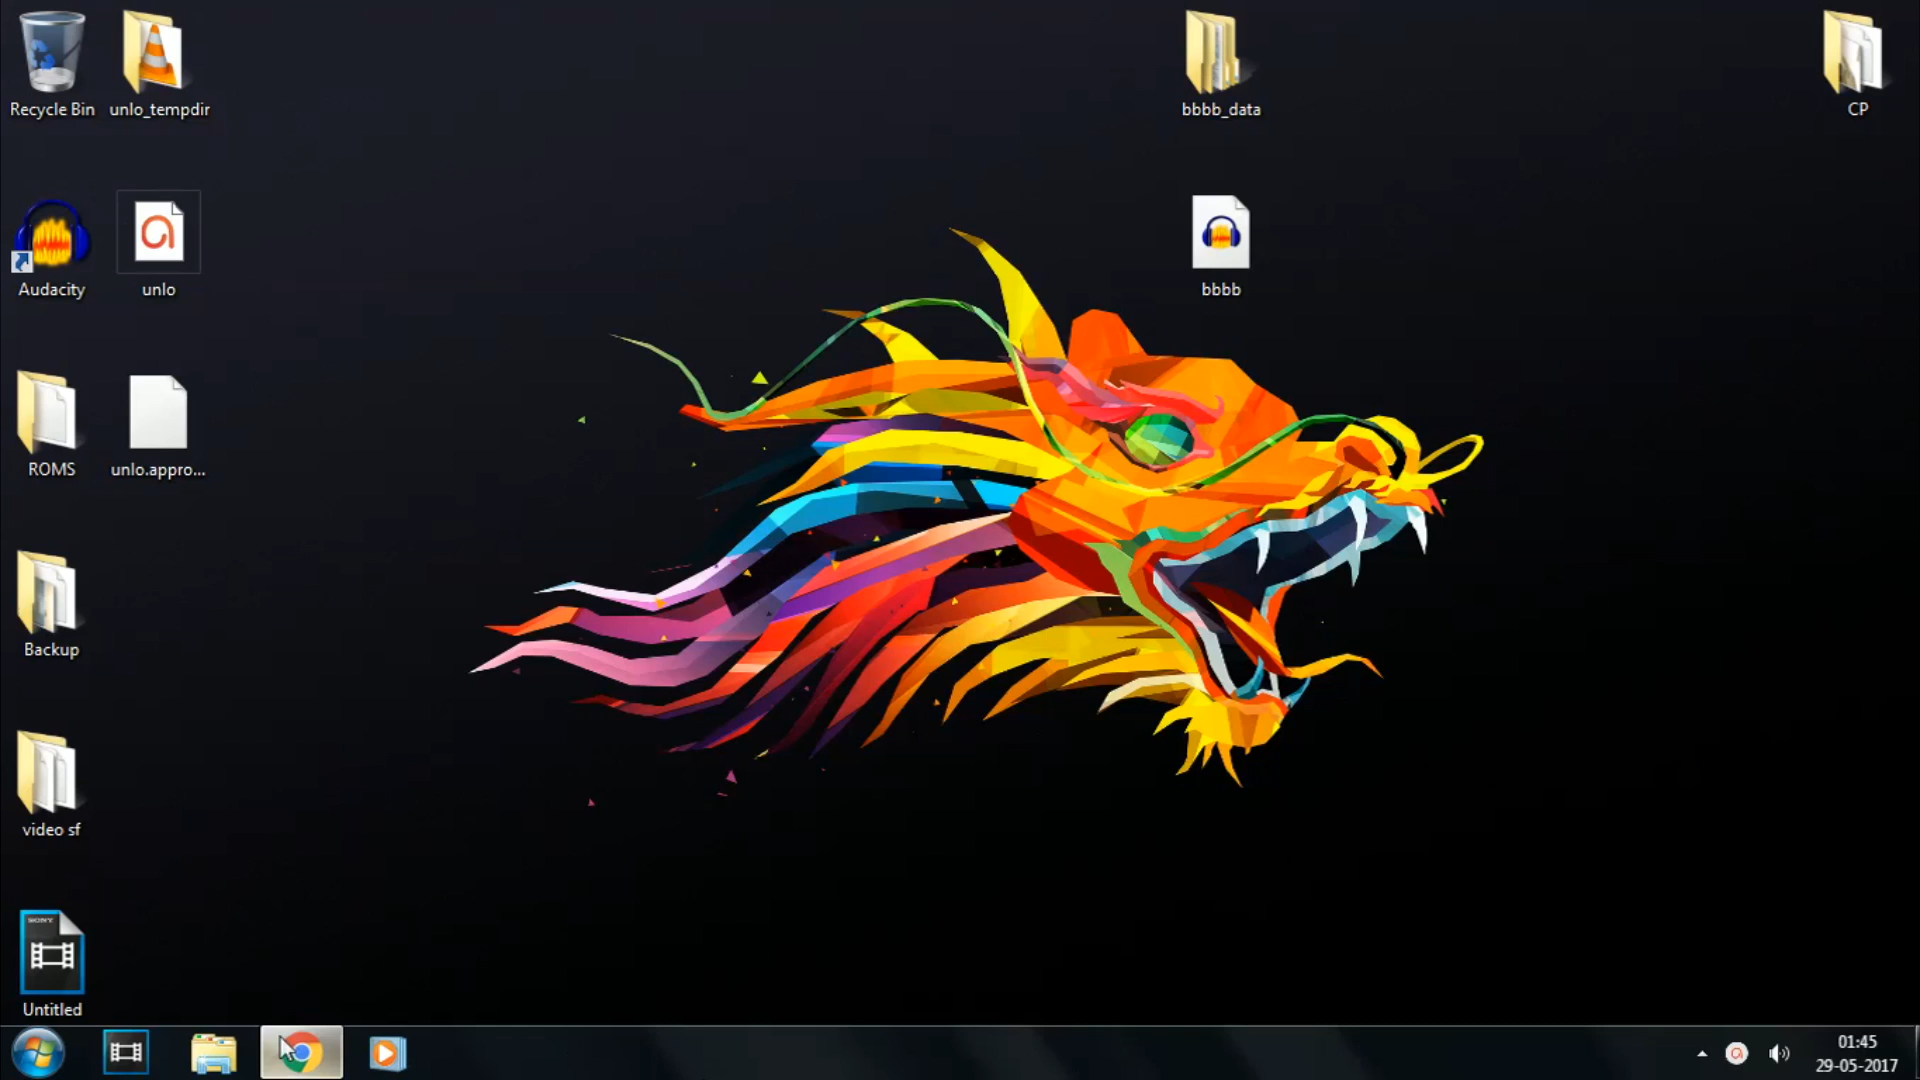 Recycle Bin
unlo_tempdir
bbbb_data
CP
Audacity
unlo
bbbb
ROMS
unlo.appro...
Backup
video sf
SONY
Untitled
01:45
29-05-2017